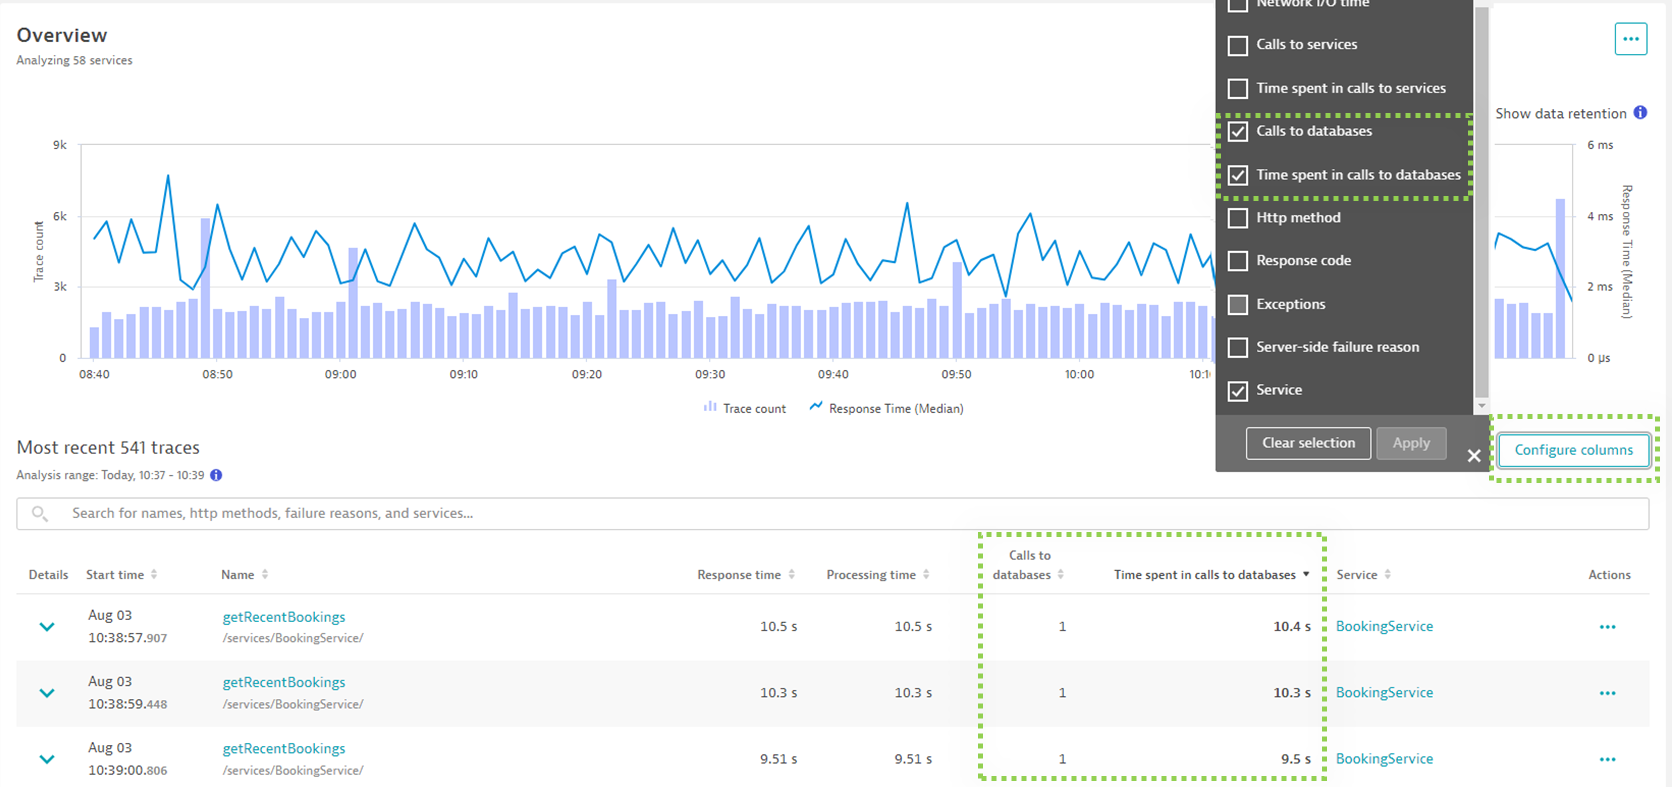 Overview
Analyzing 58 services
Network I/O time
Calls to services
Time spent in calls to services
Calls to databases
Time spent in calls to databases
Http method
Response code
Exceptions
Server-side failure reason
Service
Clear selection
Apply
Show data retention
9k
6k
3k
0
Trace count
6 ms
4 ms
2 ms
0 µs
Response Time (Median)
08:40 08:50 09:00 09:10 09:20 09:30 09:40 09:50 10:00 10:10
Trace count Response Time (Median)
Most recent 541 traces
Configure columns
Analysis range: Today, 10:37 - 10:39
Search for names, http methods, failure reasons, and services...
Details Start time Name Response time Processing time Calls to databases Time spent in calls to databases Service Actions
Aug 03
10:38:57.907
getRecentBookings
/services/BookingService/
10.5 s 10.5 s 1 10.4 s BookingService
Aug 03
10:38:59.448
getRecentBookings
/services/BookingService/
10.3 s 10.3 s 1 10.3 s BookingService
Aug 03
10:39:00.806
getRecentBookings
/services/BookingService/
9.51 s 9.51 s 1 9.5 s BookingService